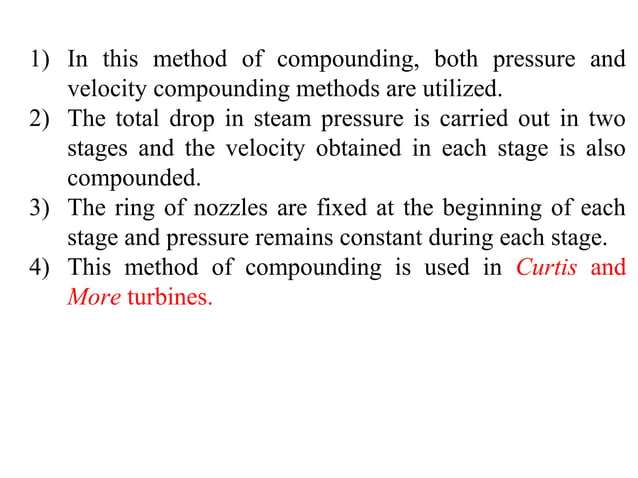 1) In this method of compounding, both pressure and
velocity compounding methods are utilized.
2) The total drop in steam pressure is carried out in two
stages and the velocity obtained in each stage is also
compounded.
3) The ring of nozzles are fixed at the beginning of each
stage and pressure remains constant during each stage.
4) This method of compounding is used in Curtis and
More turbines.